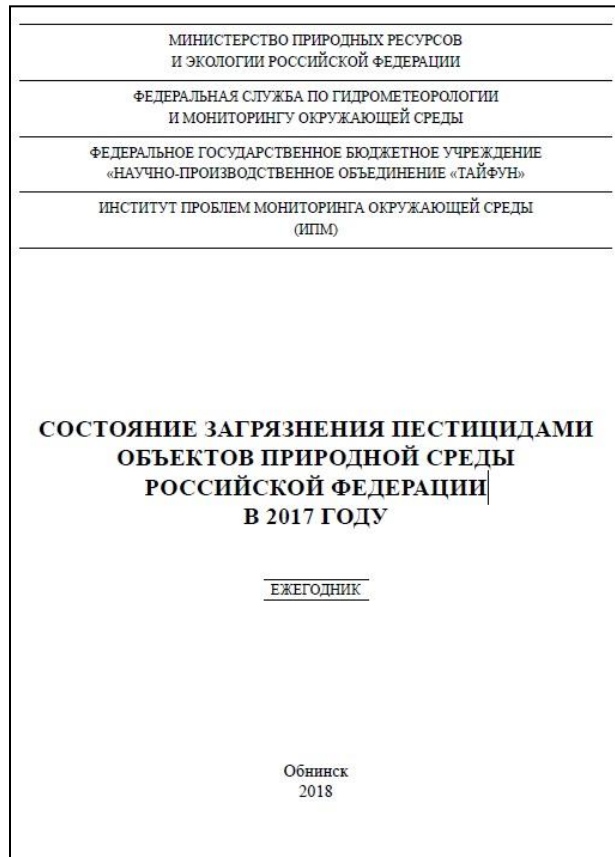 МИНИСТЕРСТВО ПРИРОДНЫХ РЕСУРСОВ
И ЭКОЛОГИИ РОССИЙСКОЙ ФЕДЕРАЦИИ
ФЕДЕРАЛЬНАЯ СЛУЖБА ПО ГИДРОМЕТЕОРОЛОГИИ
И МОНИТОРИНГУ ОКРУЖАЮЩЕЙ СРЕДЫ
ФЕДЕРАЛЬНОЕ ГОСУДАРСТВЕННОЕ БЮДЖЕТНОЕ УЧРЕЖДЕНИЕ
«НАУЧНО-ПРОИЗВОДСТВЕННОЕ ОБЪЕДИНЕНИЕ «ТАЙФУН»
ИНСТИТУТ ПРОБЛЕМ МОНИТОРИНГА ОКРУЖАЮЩЕЙ СРЕДЫ
(ИПМ)
СОСТОЯНИЕ ЗАГРЯЗНЕНИЯ ПЕСТИЦИДАМИ
ОБЪЕКТОВ ПРИРОДНОЙ СРЕДЫ
РОССИЙСКОЙ ФЕДЕРАЦИИ
В 2017 ГОДУ
ЕЖЕГОДНИК
Обнинск
2018